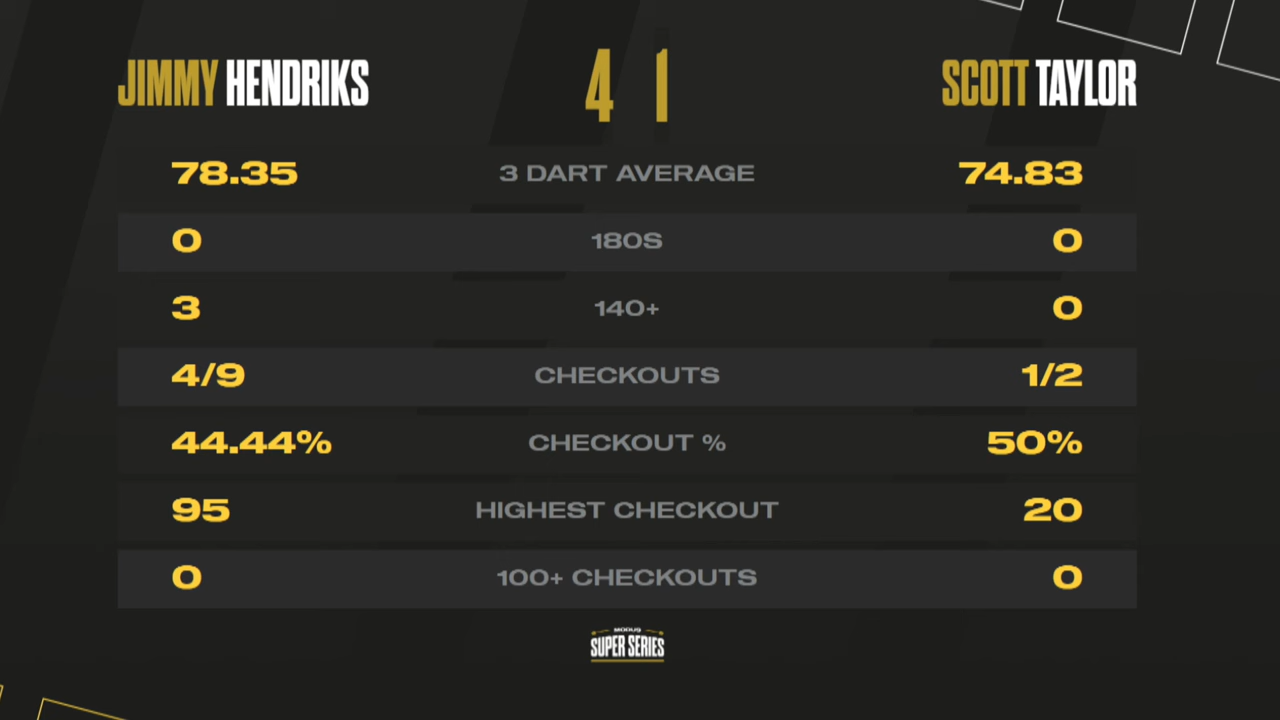 JIMMY HENDRIKS 4 1 SCOTT TAYLOR
78.35 3 DART AVERAGE 74.83
0 180S 0
3 140+ 0
4/9 CHECKOUTS 1/2
44.44% CHECKOUT % 50%
95 HIGHEST CHECKOUT 20
0 100+ CHECKOUTS 0
MODUS
SUPER SERIES